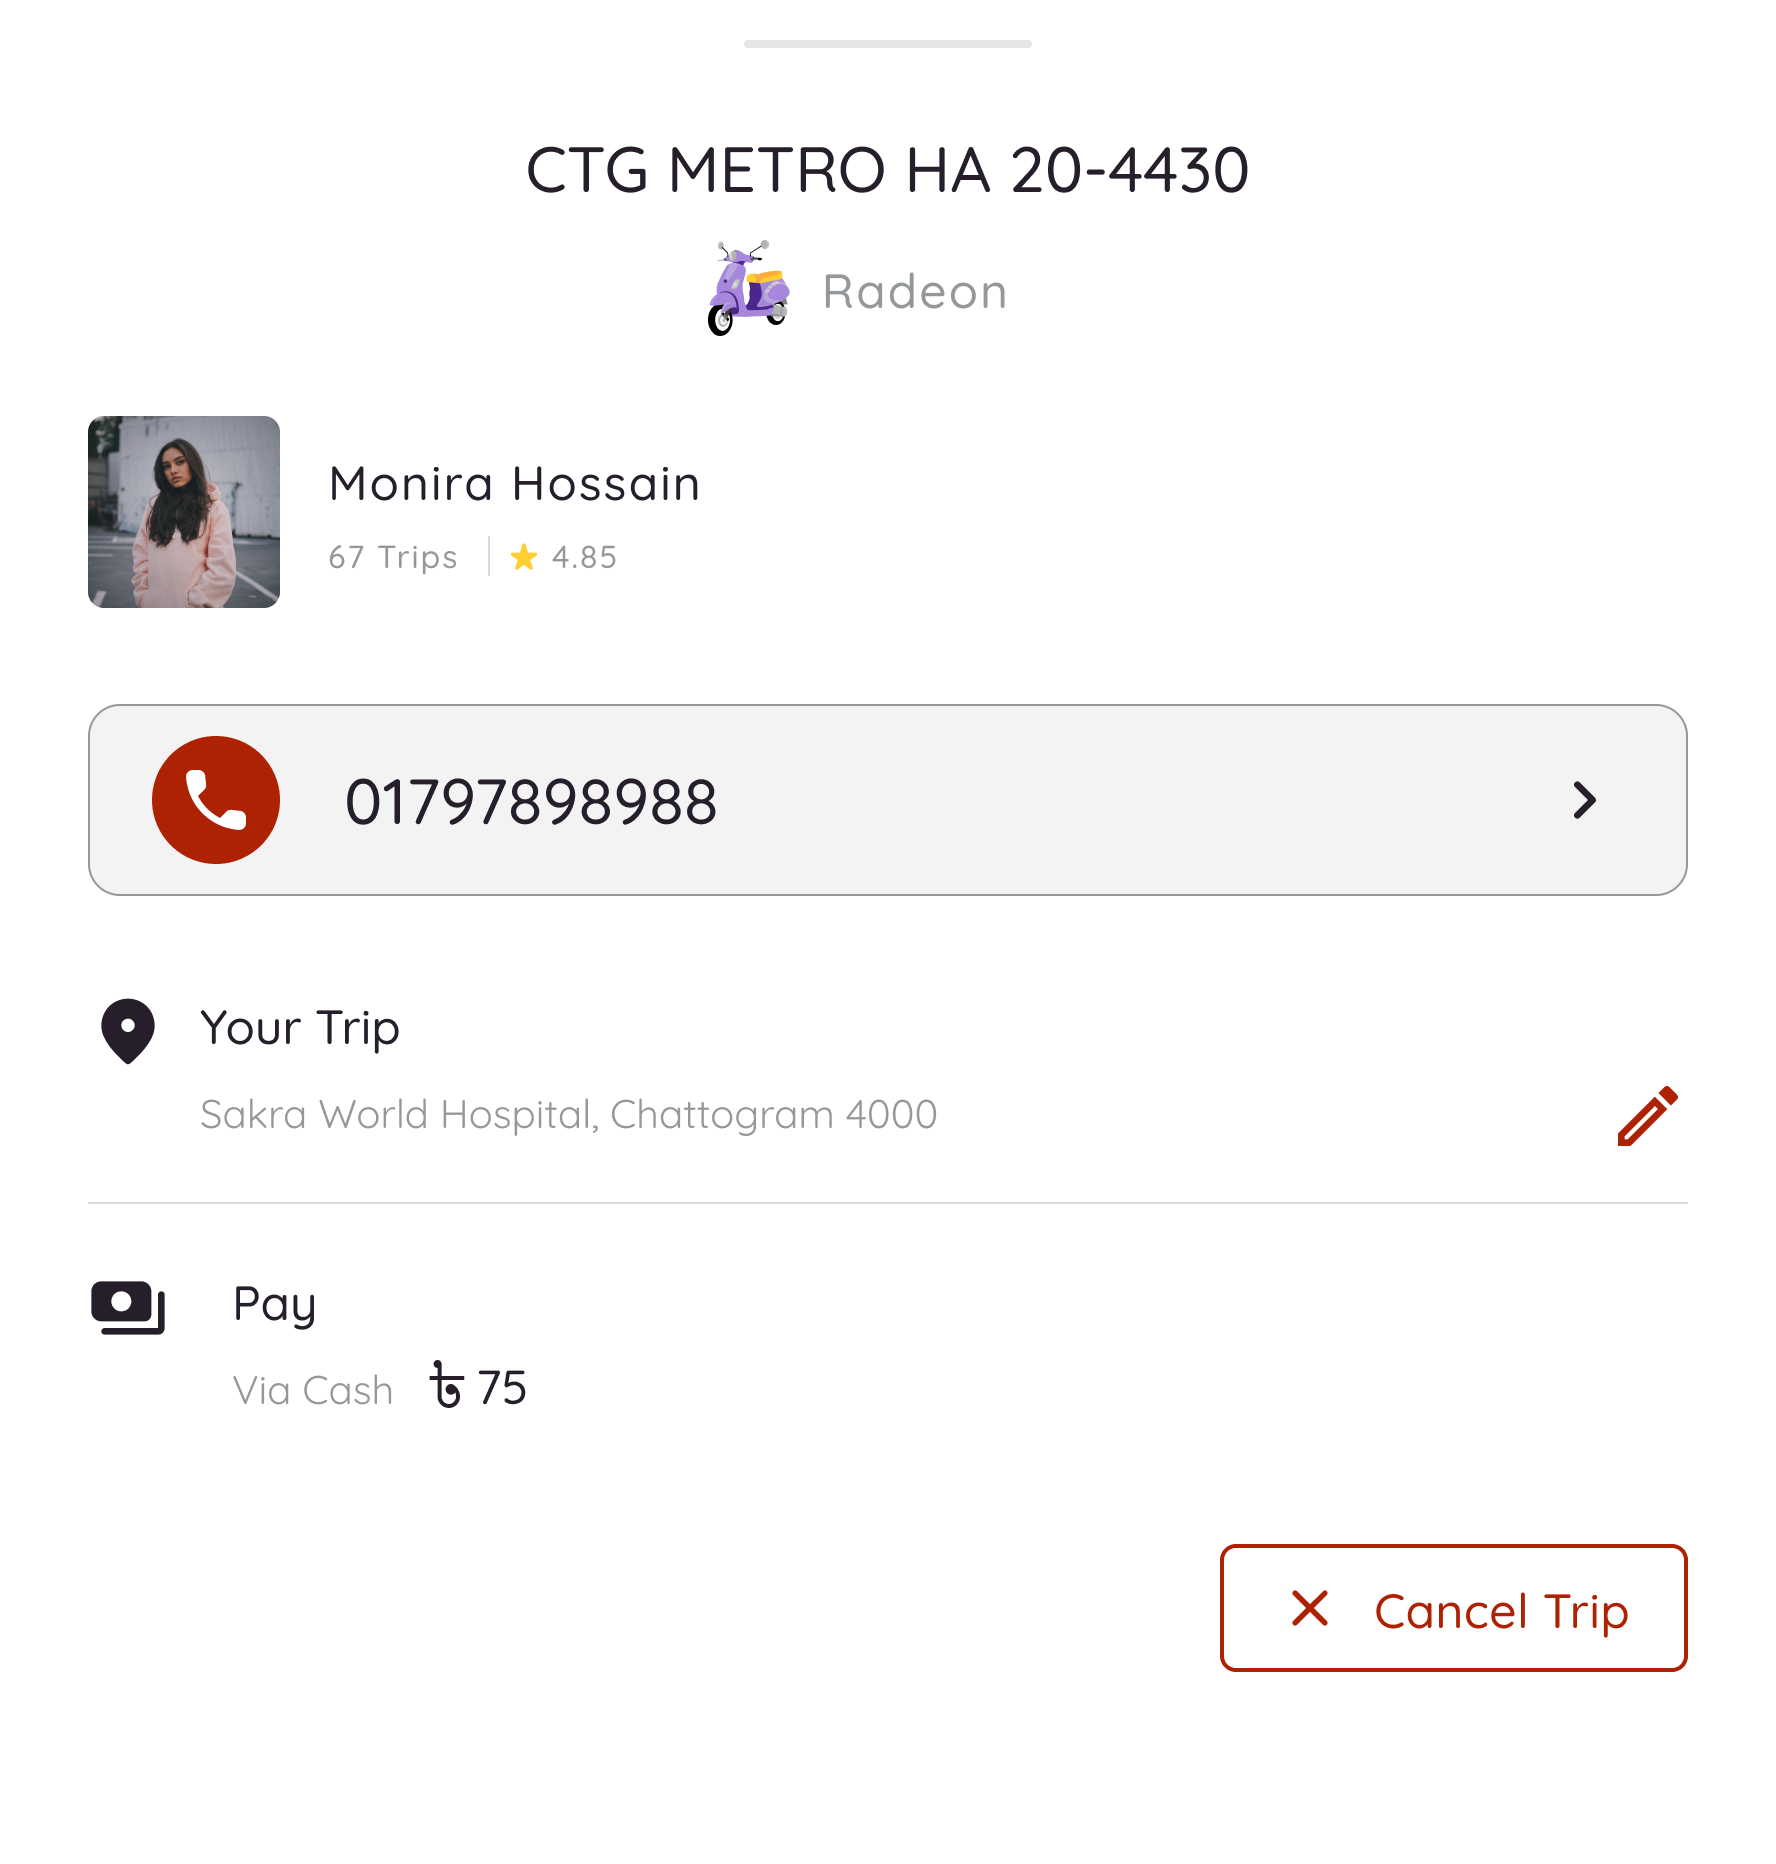 CTG METRO HA 20-4430
Radeon
Monira Hossain
67 Trips 4.85
01797898988
Your Trip
Sakra World Hospital, Chattogram 4000
Pay
Via Cash ৳ 75
Cancel Trip